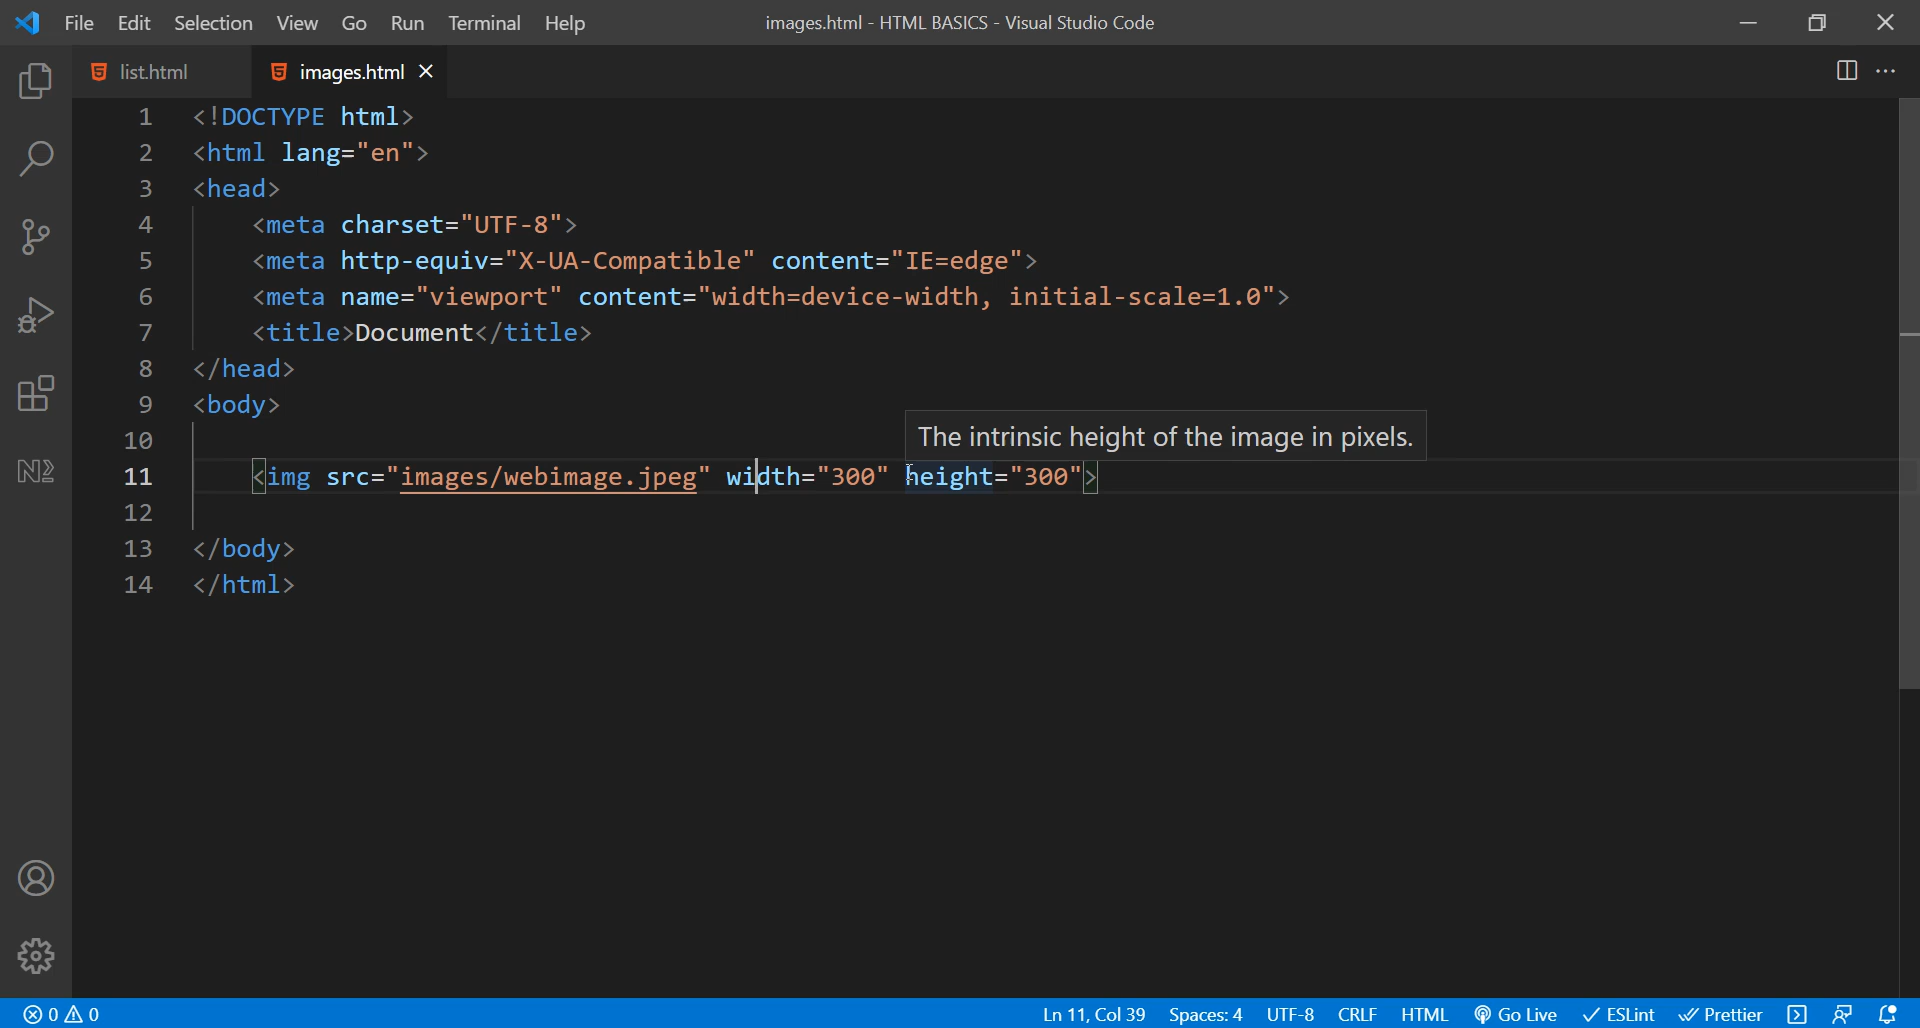 File Edit Selection View Go Run Terminal Help images.html - HTML BASICS - Visual Studio Code
list.html images.html
1 <!DOCTYPE html>
2 <html lang="en">
3 <head>
4 <meta charset="UTF-8">
5 <meta http-equiv="X-UA-Compatible" content="IE=edge">
6 <meta name="viewport" content="width=device-width, initial-scale=1.0">
7 <title>Document</title>
8 </head>
9 <body>
10
The intrinsic height of the image in pixels.
11 <img src="images/webimage.jpeg" width="300" height="300">
12
13 </body>
14 </html>
0 0 Ln 11, Col 39 Spaces: 4 UTF-8 CRLF HTML Go Live ESLint Prettier